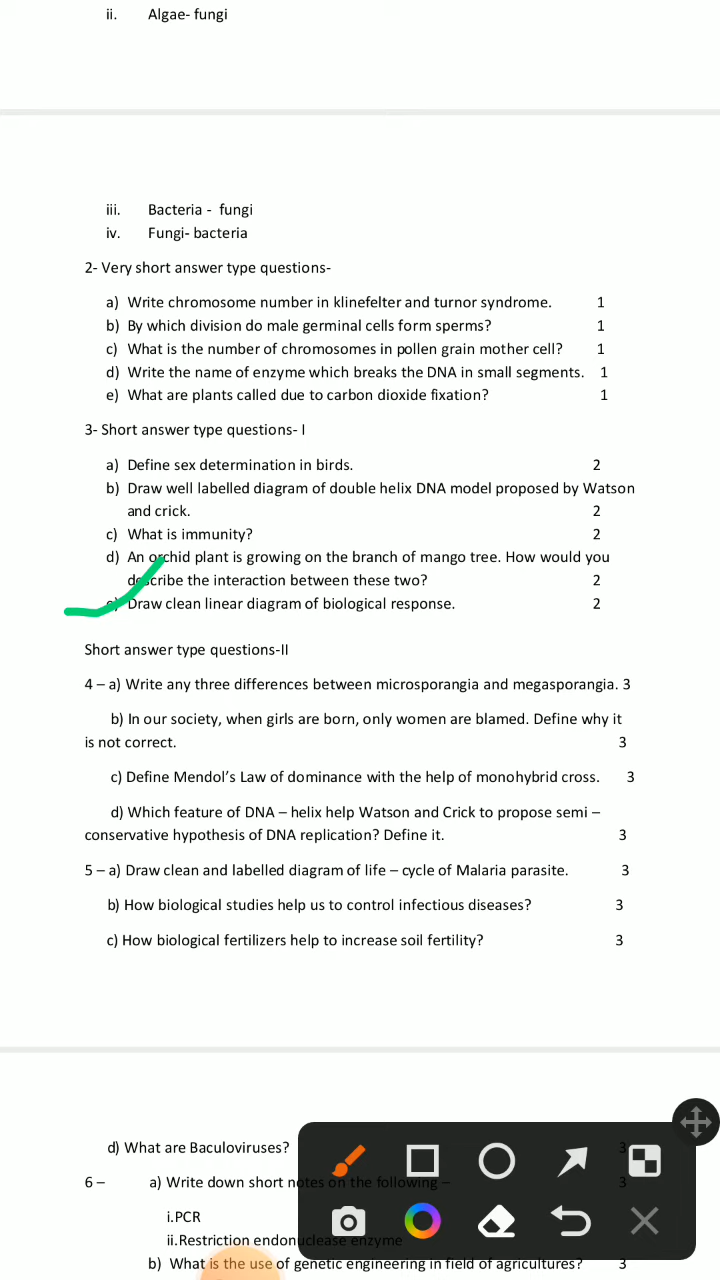 ii. Algae- fungi
iii. Bacteria - fungi
iv. Fungi- bacteria
2- Very short answer type questions-
a) Write chromosome number in klinefelter and turnor syndrome. 1
b) By which division do male germinal cells form sperms? 1
c) What is the number of chromosomes in pollen grain mother cell? 1
d) Write the name of enzyme which breaks the DNA in small segments. 1
e) What are plants called due to carbon dioxide fixation? 1
3- Short answer type questions- I
a) Define sex determination in birds. 2
b) Draw well labelled diagram of double helix DNA model proposed by Watson
and crick. 2
c) What is immunity? 2
d) An orchid plant is growing on the branch of mango tree. How would you
describe the interaction between these two? 2
e) Draw clean linear diagram of biological response. 2
Short answer type questions-II
4 – a) Write any three differences between microsporangia and megasporangia. 3
b) In our society, when girls are born, only women are blamed. Define why it
is not correct. 3
c) Define Mendol’s Law of dominance with the help of monohybrid cross. 3
d) Which feature of DNA – helix help Watson and Crick to propose semi –
conservative hypothesis of DNA replication? Define it. 3
5 – a) Draw clean and labelled diagram of life – cycle of Malaria parasite. 3
b) How biological studies help us to control infectious diseases? 3
c) How biological fertilizers help to increase soil fertility? 3
d) What are Baculoviruses? 3
6 – a) Write down short notes on the following – 3
i.PCR
ii.Restriction endonuclease enzyme
b) What is the use of genetic engineering in field of agricultures? 3